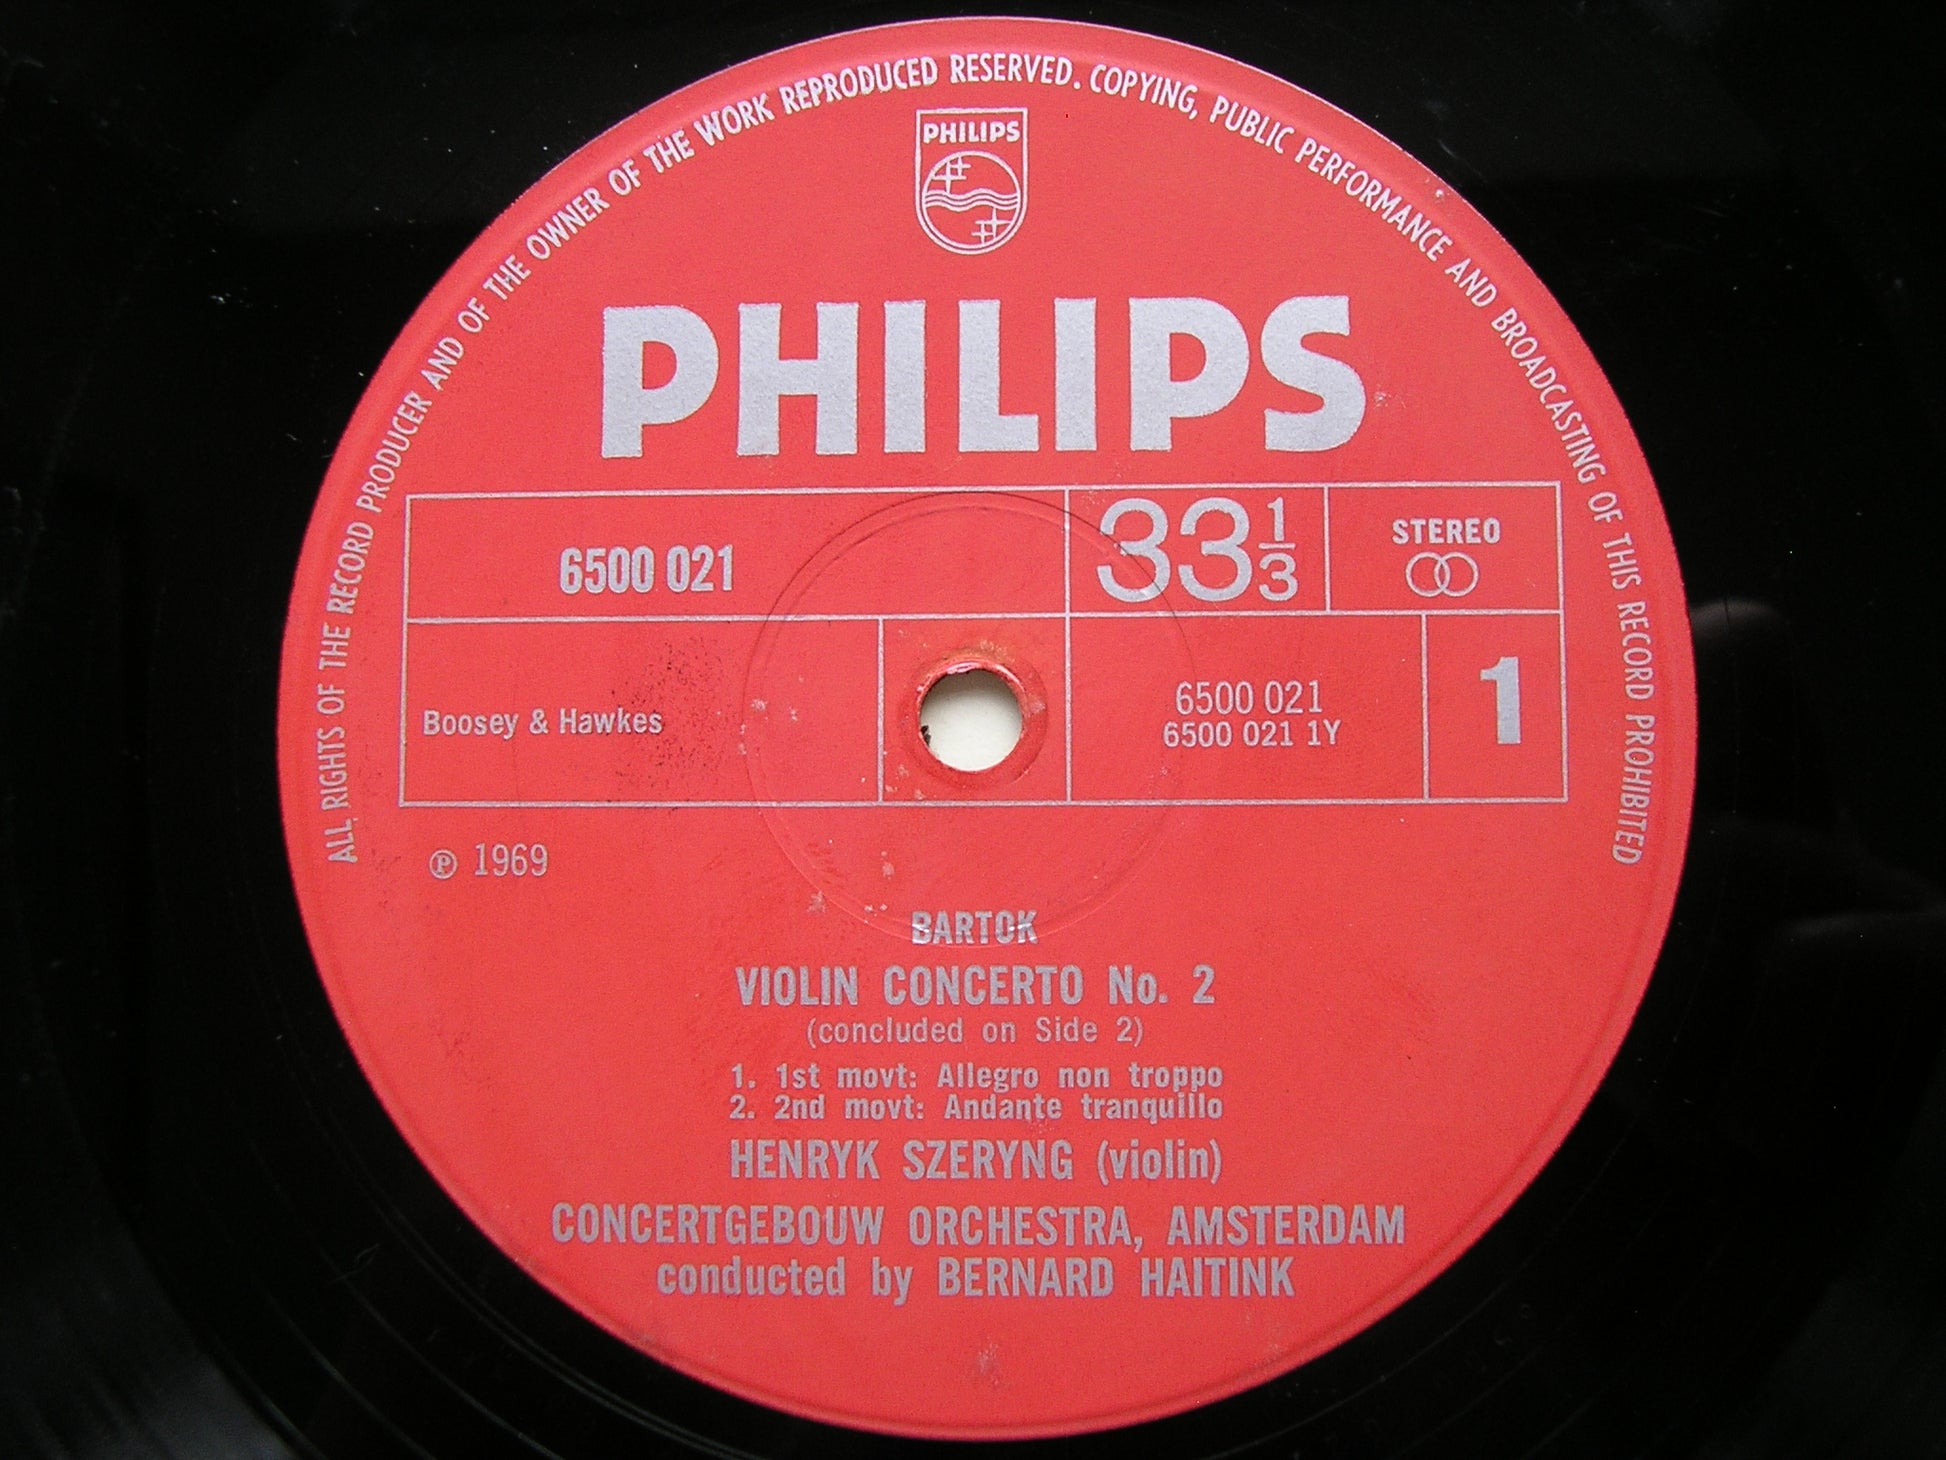 ALL RIGHTS OF THE RECORD PRODUCER AND OF THE OWNER OF THE WORK REPRODUCED RESERVED. COPYING, PUBLIC PERFORMANCE AND BROADCASTING OF THIS RECORD PROHIBITED
PHILIPS
PHILIPS
6500 021
33 1/3
STEREO
Boosey & Hawkes
6500 021
6500 021 1Y
1
℗ 1969
BARTOK
VIOLIN CONCERTO No. 2
(concluded on Side 2)
1. 1st movt: Allegro non troppo
2. 2nd movt: Andante tranquillo
HENRYK SZERYNG (violin)
CONCERTGEBOUW ORCHESTRA, AMSTERDAM
conducted by BERNARD HAITINK